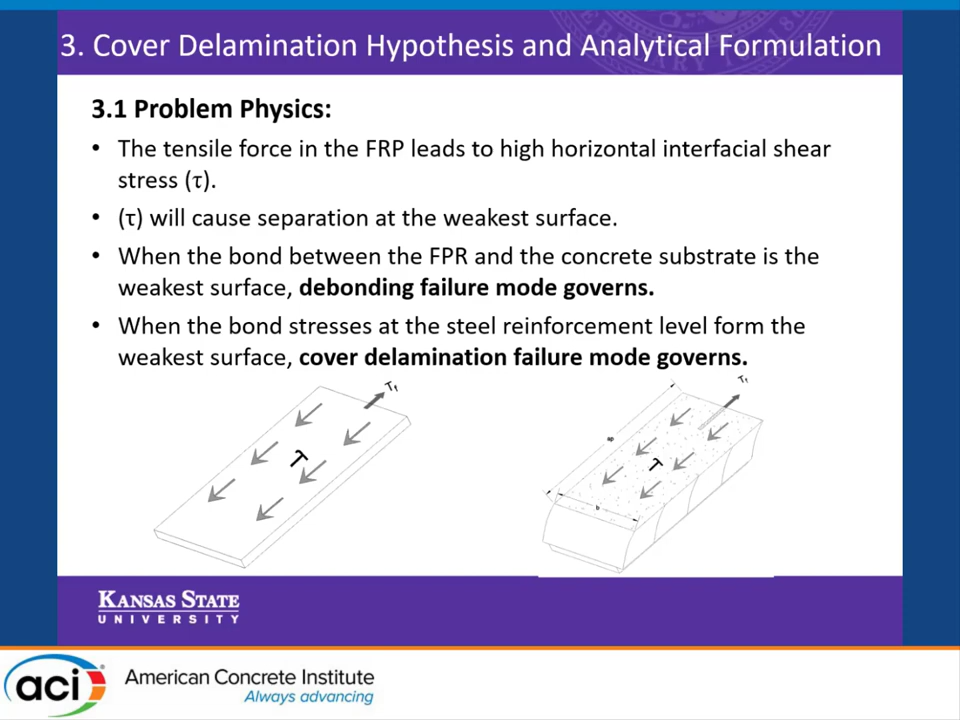 3. Cover Delamination Hypothesis and Analytical Formulation
3.1 Problem Physics:
• The tensile force in the FRP leads to high horizontal interfacial shear
stress (τ).
• (τ) will cause separation at the weakest surface.
• When the bond between the FPR and the concrete substrate is the
weakest surface, debonding failure mode governs.
• When the bond stresses at the steel reinforcement level form the
weakest surface, cover delamination failure mode governs.
Tf
τ
Tf
τ
b
KANSAS STATE
UNIVERSITY
aci
American Concrete Institute
Always advancing